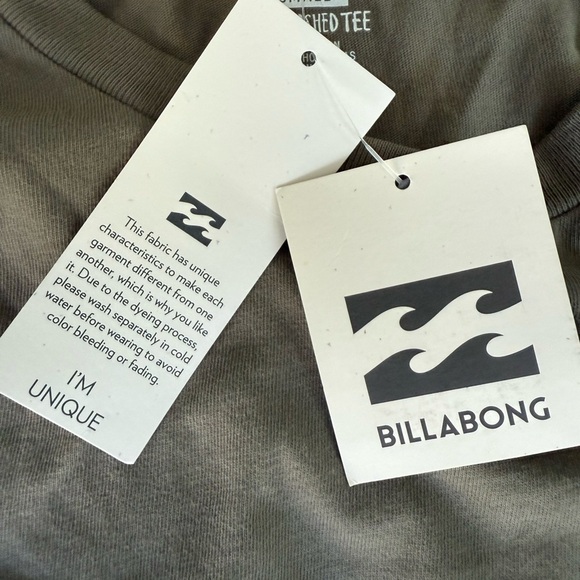 TEE
This fabric has unique
characteristics to make each
garment different from one
another, which is why you like
it. Due to the dyeing process,
Please wash separately in cold
water before wearing to avoid
color bleeding or fading.
I'M
UNIQUE
BILLABONG